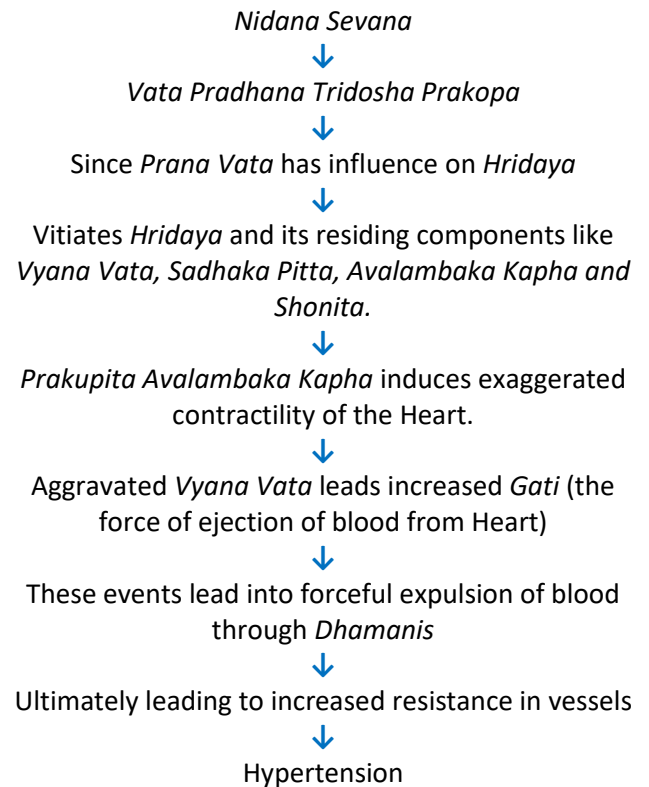 Nidana Sevana
↓
Vata Pradhana Tridosha Prakopa
↓
Since Prana Vata has influence on Hridaya
↓
Vitiates Hridaya and its residing components like
Vyana Vata, Sadhaka Pitta, Avalambaka Kapha and
Shonita.
↓
Prakupita Avalambaka Kapha induces exaggerated
contractility of the Heart.
↓
Aggravated Vyana Vata leads increased Gati (the
force of ejection of blood from Heart)
↓
These events lead into forceful expulsion of blood
through Dhamanis
↓
Ultimately leading to increased resistance in vessels
↓
Hypertension